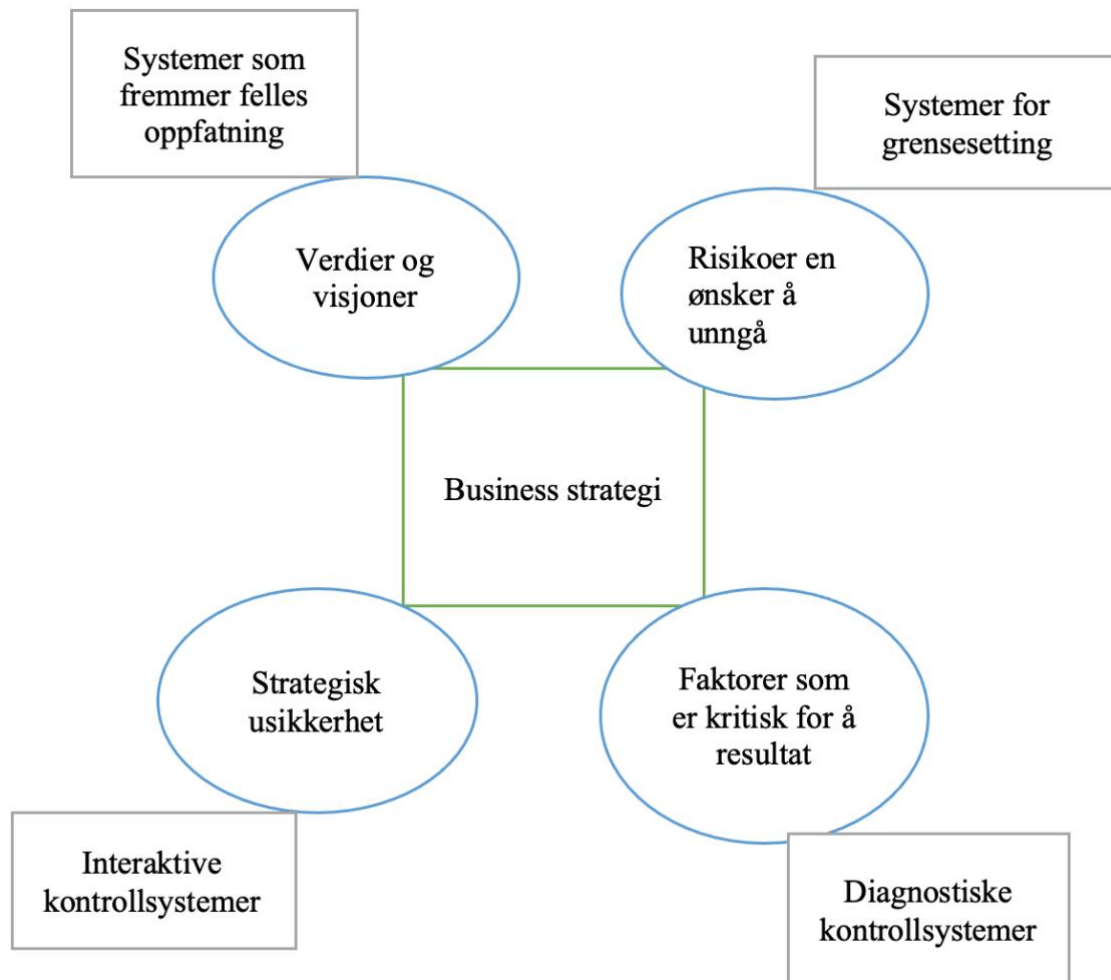 Systemer som
fremmer felles
oppfatning
Systemer for
grensesetting
Verdier og
visjoner
Risikoer en
ønsker å
unngå
Business strategi
Strategisk
usikkerhet
Faktorer som
er kritisk for å
resultat
Interaktive
kontrollsystemer
Diagnostiske
kontrollsystemer